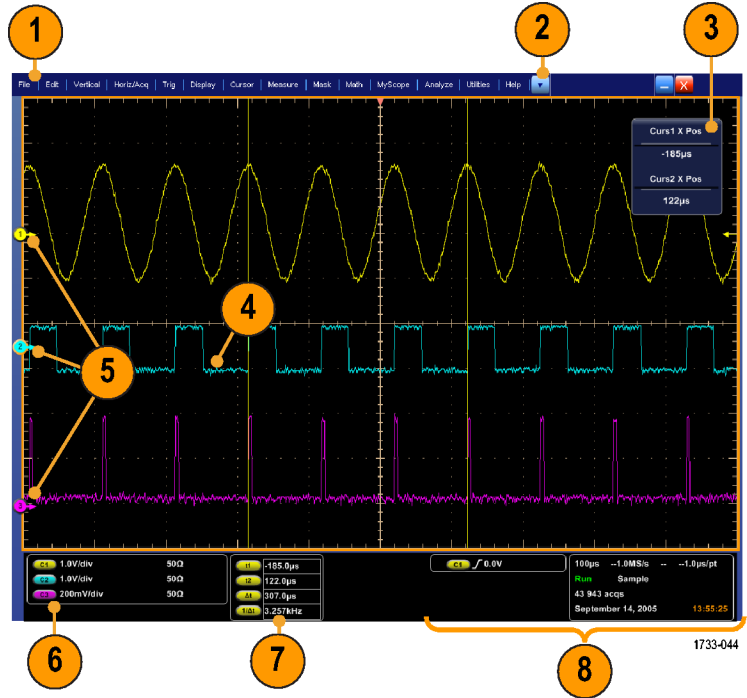 1 2 3
File Edit Vertical Horiz/Acq Trig Display Cursor Measure Mask Math MyScope Analyze Utilities Help
X
Curs1 X Pos
-185µs
Curs2 X Pos
122µs
1
4
2
5
3
C1 1.0V/div 50Ω
C2 1.0V/div 50Ω
C3 200mV/div 50Ω
t1 -185.0µs
t2 122.0µs
Δt 307.0µs
1/Δt 3.257kHz
C1 0.0V
100µs --1.0MS/s -- --1.0µs/pt
Run Sample
43 943 acqs
September 14, 2005 13:55:25
1733-044
6 7 8